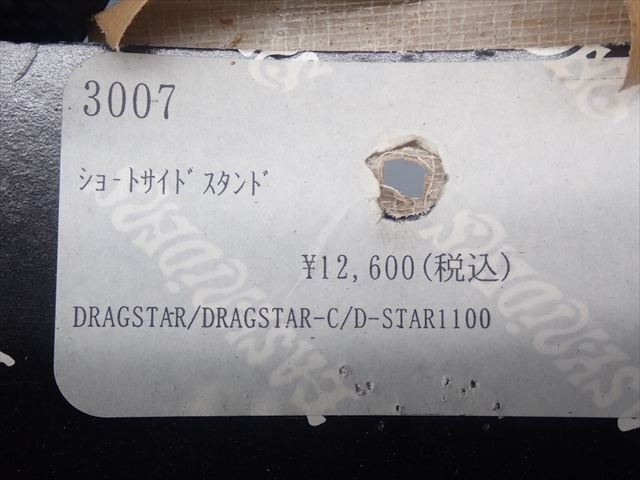 3007
ｼｮｰﾄｻｲﾄﾞｽﾀﾝﾄﾞ
¥12,600(税込)
DRAGSTAR/DRAGSTAR-C/D-STAR1100